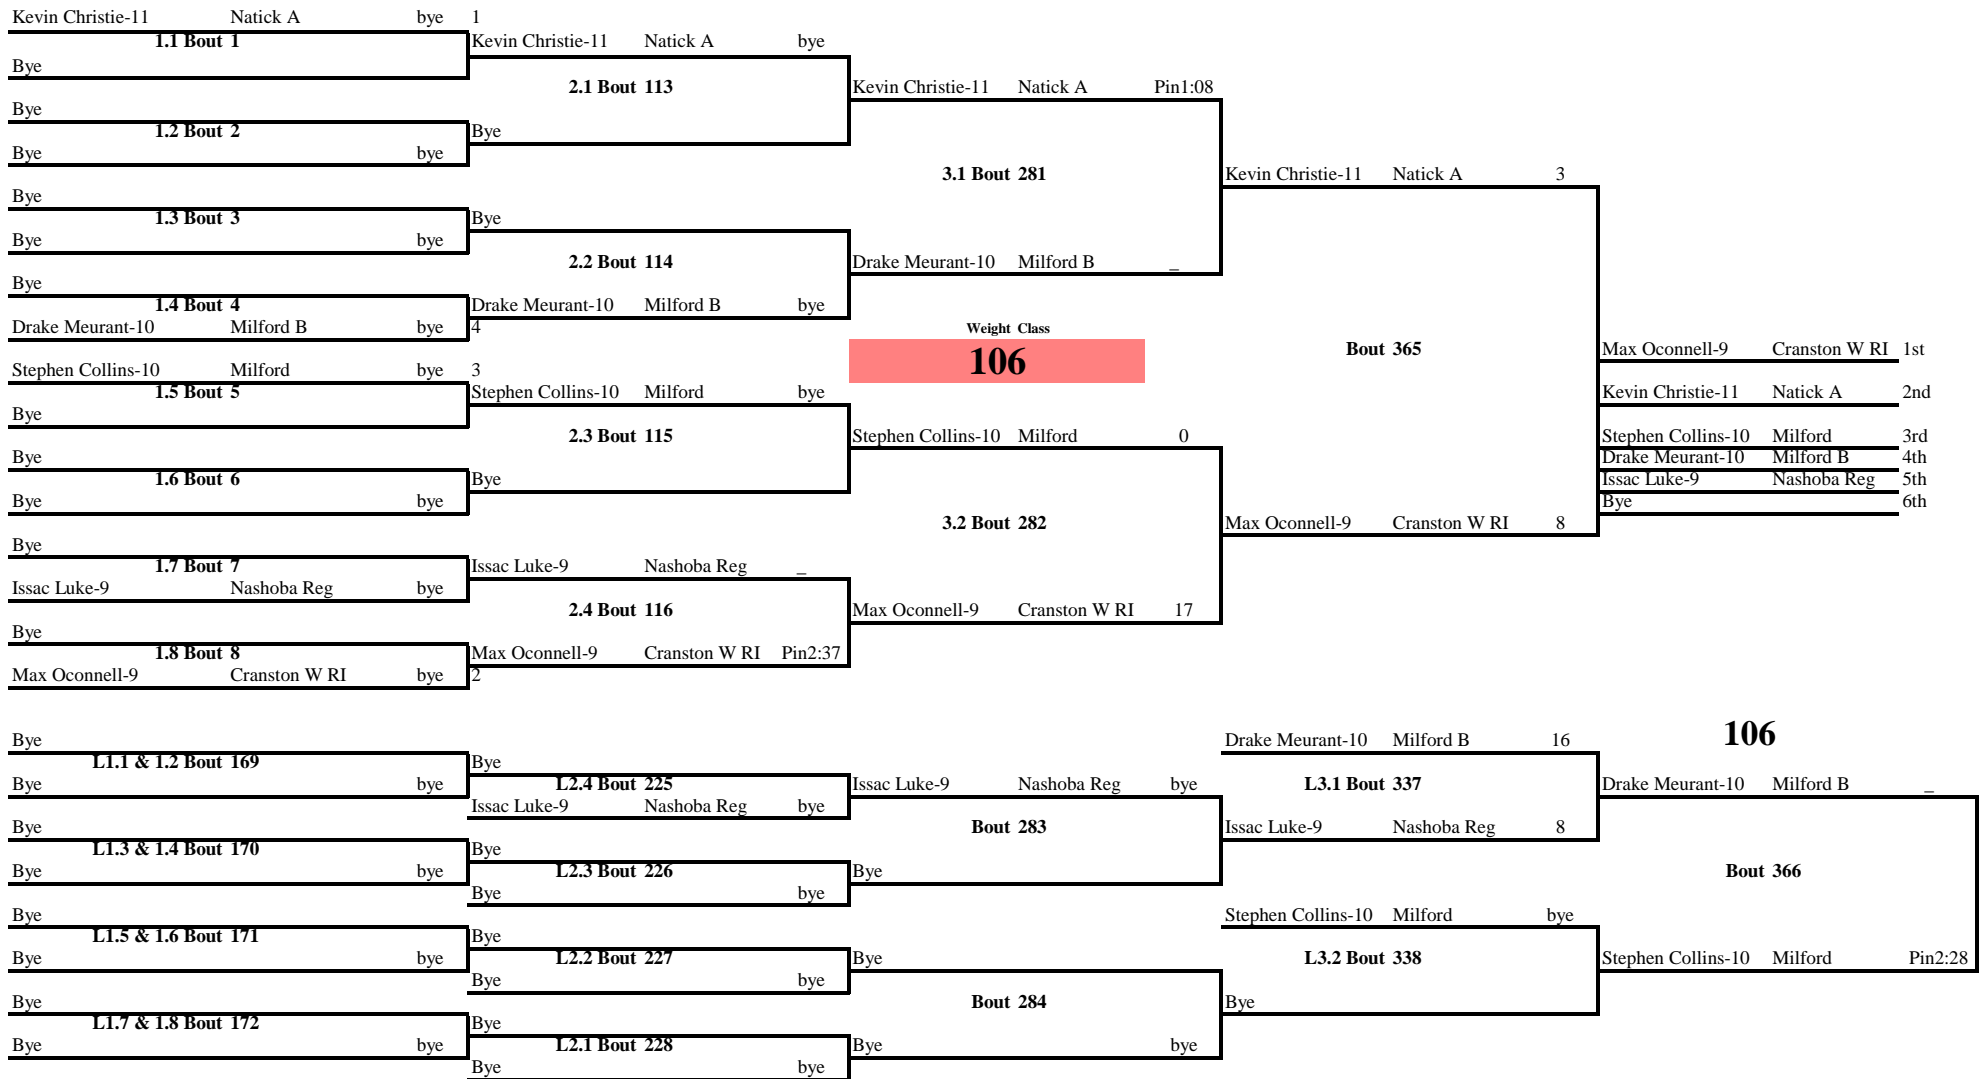 Kevin Christie-11 Natick A bye 1
1.1 Bout 1 Kevin Christie-11 Natick A bye
Bye
2.1 Bout 113 Kevin Christie-11 Natick A Pin1:08
Bye
1.2 Bout 2 Bye
Bye bye
3.1 Bout 281 Kevin Christie-11 Natick A 3
Bye
1.3 Bout 3 Bye
Bye bye
2.2 Bout 114 Drake Meurant-10 Milford B _
Bye
1.4 Bout 4 Drake Meurant-10 Milford B bye
Drake Meurant-10 Milford B bye 4 Weight Class
Bout 365 Max Oconnell-9 Cranston W RI 1st
106
Stephen Collins-10 Milford bye 3
1.5 Bout 5 Stephen Collins-10 Milford bye Kevin Christie-11 Natick A 2nd
Bye
2.3 Bout 115 Stephen Collins-10 Milford 0 Stephen Collins-10 Milford 3rd
Bye Drake Meurant-10 Milford B 4th
1.6 Bout 6 Bye Issac Luke-9 Nashoba Reg 5th
Bye bye Bye 6th
3.2 Bout 282 Max Oconnell-9 Cranston W RI 8
Bye
1.7 Bout 7 Issac Luke-9 Nashoba Reg _
Issac Luke-9 Nashoba Reg bye
2.4 Bout 116 Max Oconnell-9 Cranston W RI 17
Bye
1.8 Bout 8 Max Oconnell-9 Cranston W RI Pin2:37
Max Oconnell-9 Cranston W RI bye 2
106
Bye Drake Meurant-10 Milford B 16
L1.1 & 1.2 Bout 169 Bye
Bye bye L2.4 Bout 225 Issac Luke-9 Nashoba Reg bye L3.1 Bout 337 Drake Meurant-10 Milford B _
Issac Luke-9 Nashoba Reg bye
Bye Bout 283 Issac Luke-9 Nashoba Reg 8
L1.3 & 1.4 Bout 170 Bye
Bye bye L2.3 Bout 226 Bye Bout 366
Bye bye
Bye Stephen Collins-10 Milford bye
L1.5 & 1.6 Bout 171 Bye
Bye bye L2.2 Bout 227 Bye L3.2 Bout 338 Stephen Collins-10 Milford Pin2:28
Bye bye
Bye Bout 284 Bye
L1.7 & 1.8 Bout 172 Bye
Bye bye L2.1 Bout 228 Bye bye
Bye bye